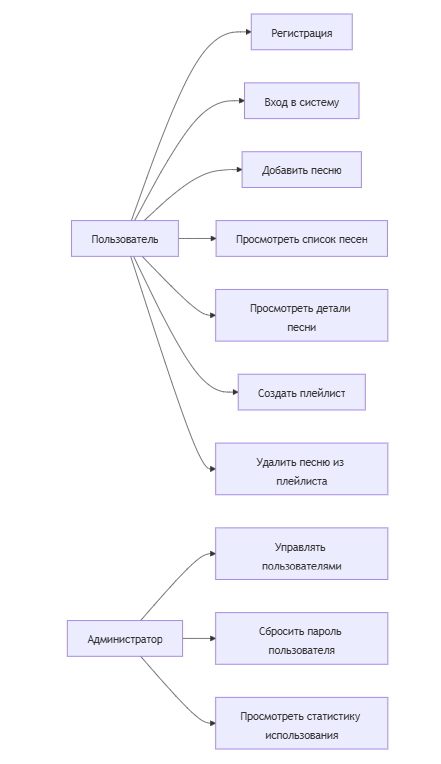 Регистрация
Вход в систему
Добавить песню
Пользователь
Просмотреть список песен
Просмотреть детали
песни
Создать плейлист
Удалить песню из
плейлиста
Управлять
пользователями
Администратор
Сбросить пароль
пользователя
Просмотреть статистику
использования